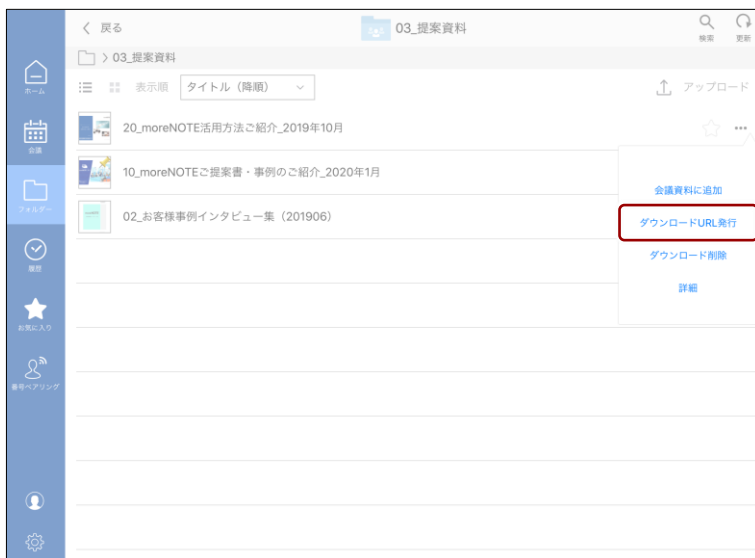 戻る
03_提案資料
検索
更新
03_提案資料
表示順
タイトル（降順）
アップロード
20_moreNOTE活用方法ご紹介_2019年10月
10_moreNOTEご提案書・事例のご紹介_2020年1月
02_お客様事例インタビュー集（201906）
会議資料に追加
ダウンロードURL発行
ダウンロード削除
詳細
ホーム
会議
フォルダー
履歴
お気に入り
番号ペアリング